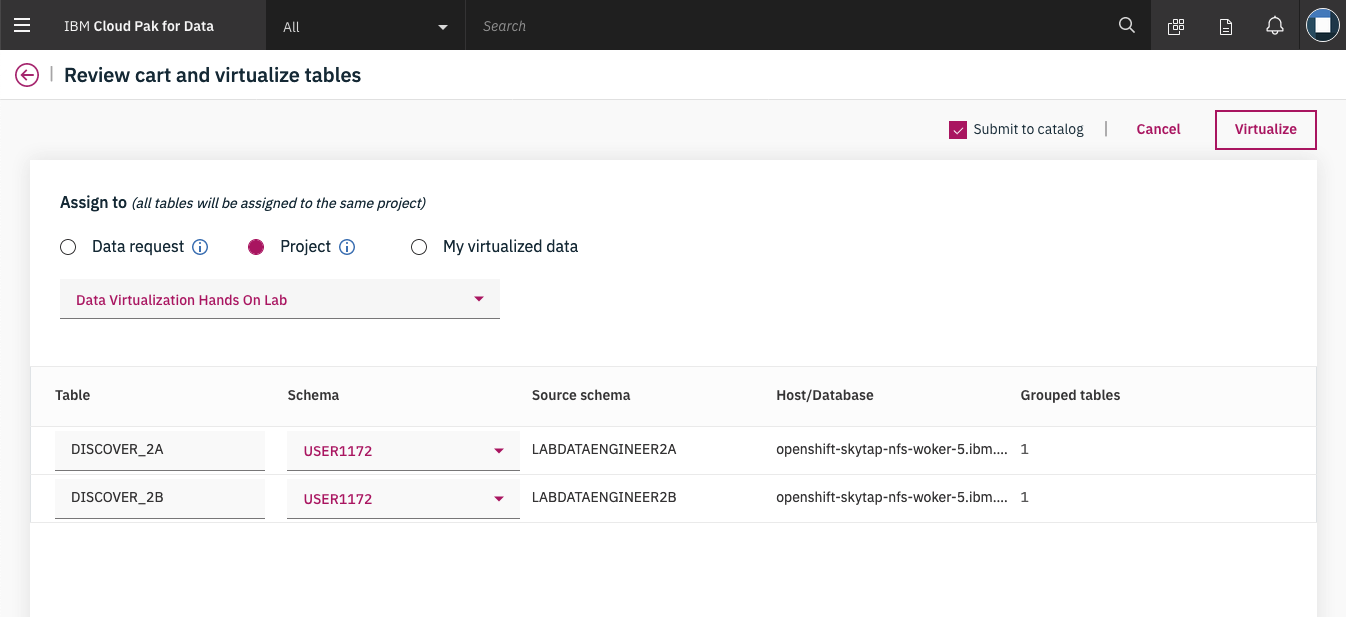 IBM Cloud Pak for Data
All
Search
Review cart and virtualize tables
Submit to catalog
Cancel
Virtualize
Assign to (all tables will be assigned to the same project)
Data request
Project
My virtualized data
Data Virtualization Hands On Lab
Table Schema Source schema Host/Database Grouped tables
DISCOVER_2A USER1172 LABDATAENGINEER2A openshift-skytap-nfs-woker-5.ibm.... 1
DISCOVER_2B USER1172 LABDATAENGINEER2B openshift-skytap-nfs-woker-5.ibm.... 1